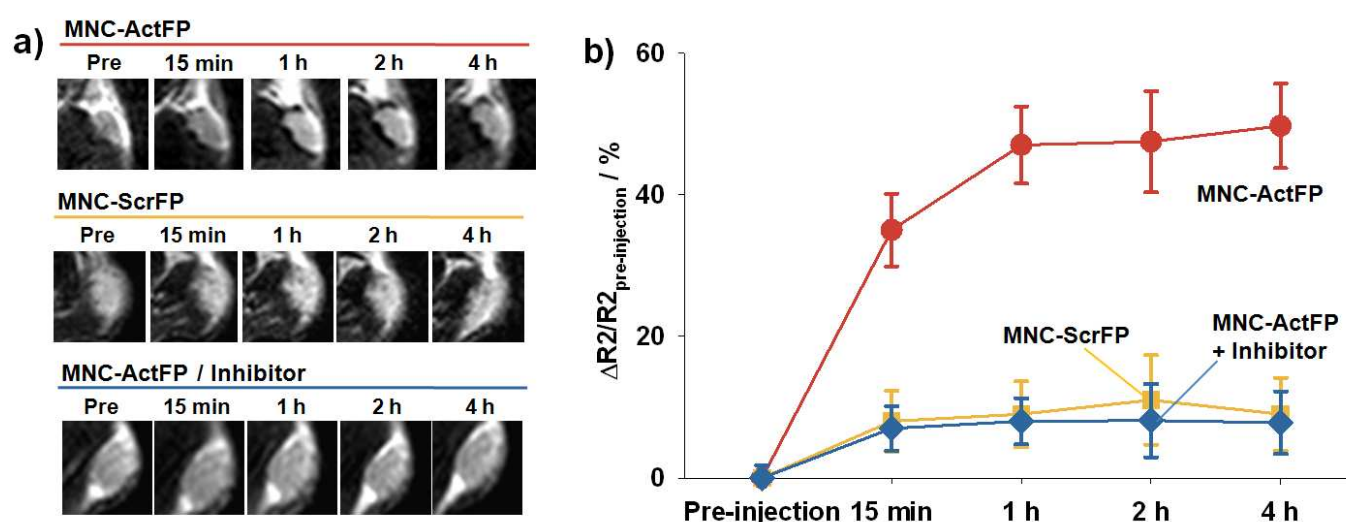 a)
MNC-ActFP
Pre 15 min 1 h 2 h 4 h
MNC-ScrFP
Pre 15 min 1 h 2 h 4 h
MNC-ActFP / Inhibitor
Pre 15 min 1 h 2 h 4 h
b)
ΔR2/R2pre-injection / %
60
40
20
0
MNC-ActFP
MNC-ScrFP
MNC-ActFP
+ Inhibitor
Pre-injection 15 min 1 h 2 h 4 h